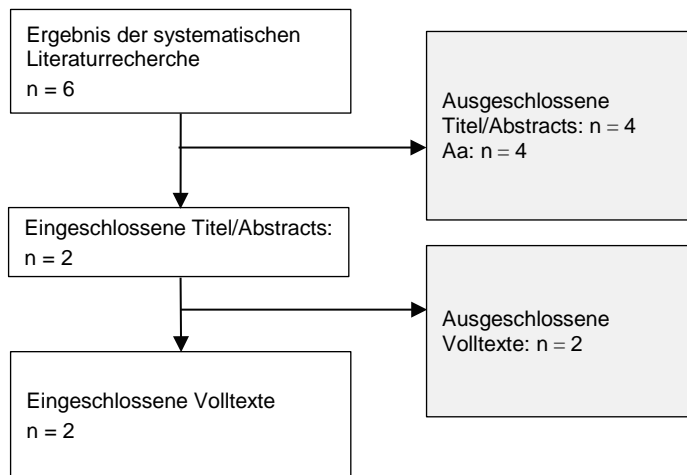 Ergebnis der systematischen
Literaturrecherche
n = 6
Ausgeschlossene
Titel/Abstracts: n = 4
Aa: n = 4
Eingeschlossene Titel/Abstracts:
n = 2
Ausgeschlossene
Volltexte: n = 2
Eingeschlossene Volltexte
n = 2